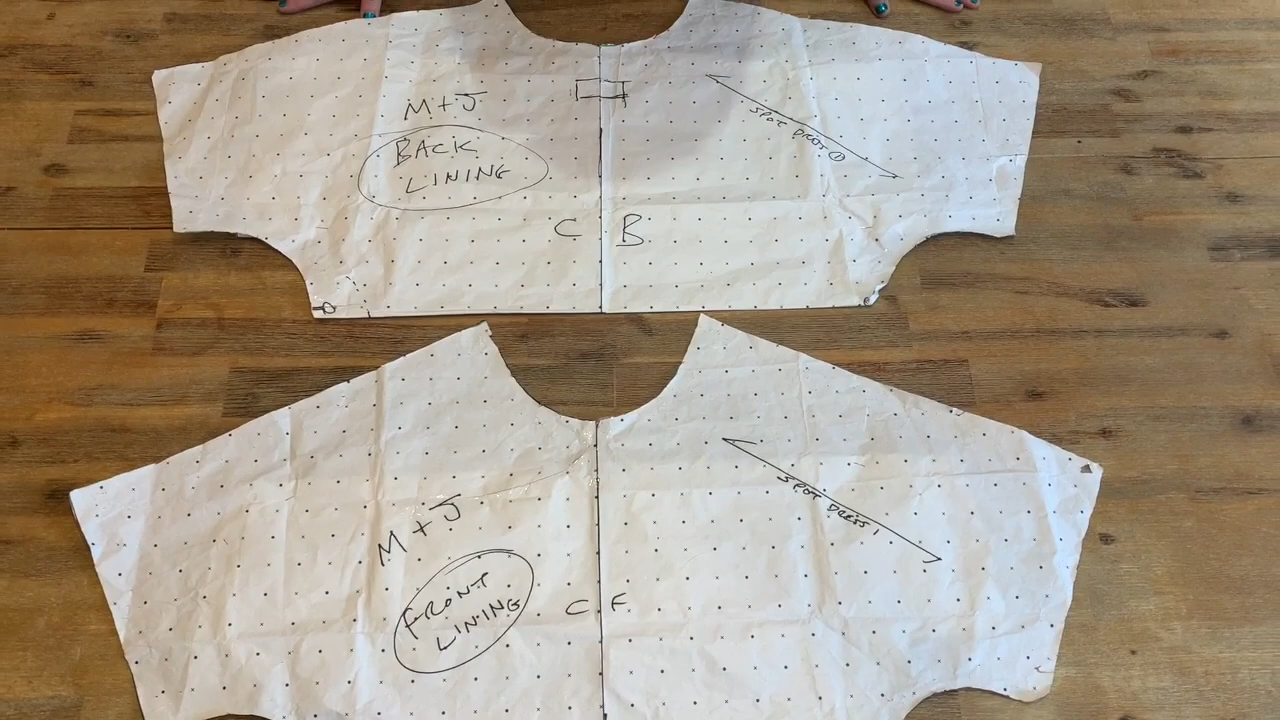 M+J
BACK
LINING
SPOT DRESS ①
C B
M+J
FRONT
LINING
SPOT DRESS 1
C F